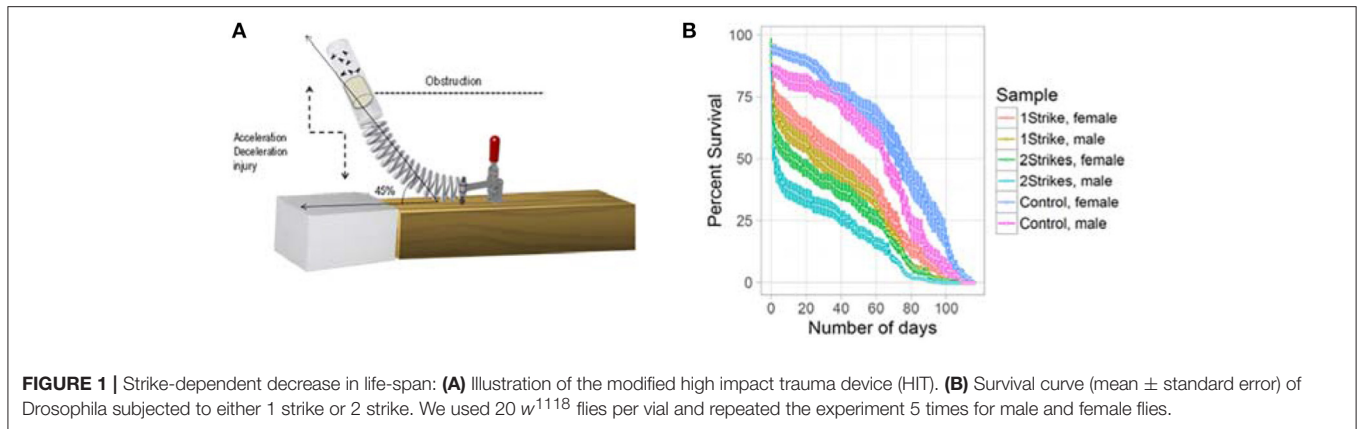 A
Obstruction
Acceleration
Deceleration
injury
45%
B
Percent Survival
100
75
50
25
0
0 20 40 60 80 100
Number of days
Sample
1Strike, female
1Strike, male
2Strikes, female
2Strikes, male
Control, female
Control, male
FIGURE 1 | Strike-dependent decrease in life-span: (A) Illustration of the modified high impact trauma device (HIT). (B) Survival curve (mean ± standard error) of
Drosophila subjected to either 1 strike or 2 strike. We used 20 w¹¹¹⁸ flies per vial and repeated the experiment 5 times for male and female flies.